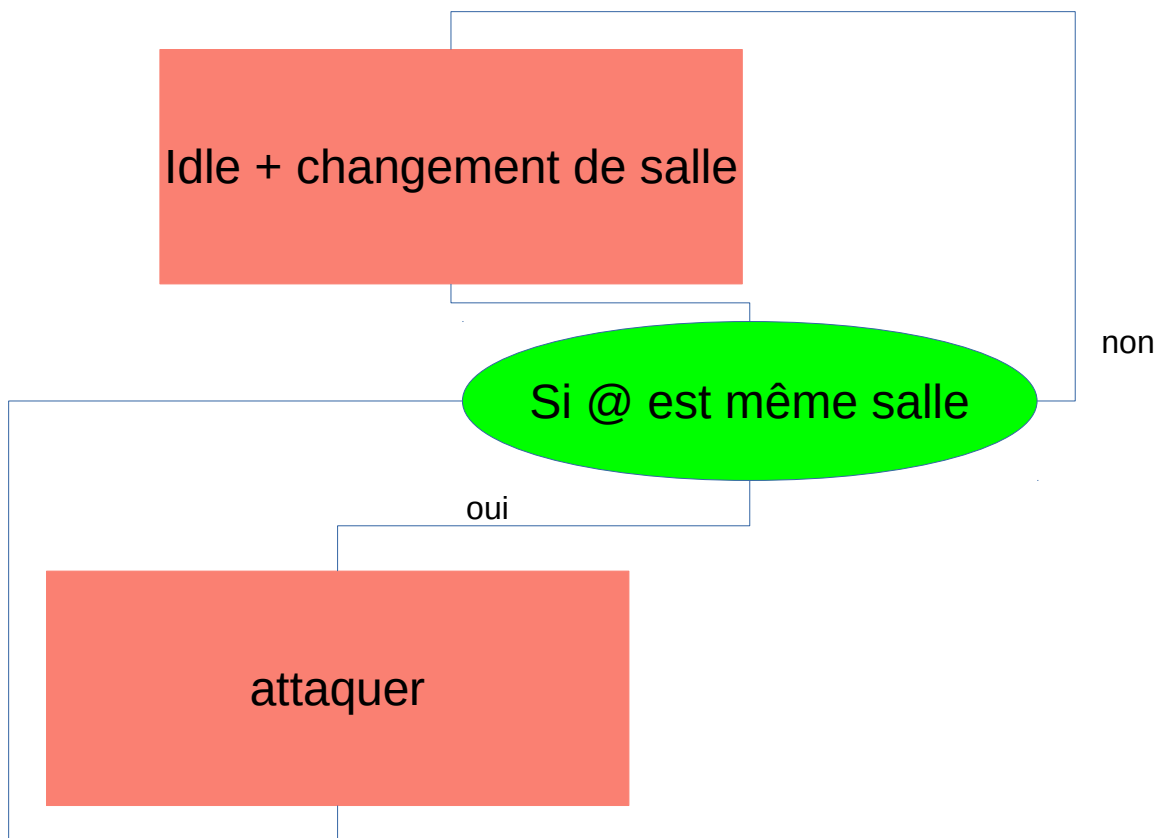 Idle + changement de salle
non
Si @ est même salle
oui
attaquer